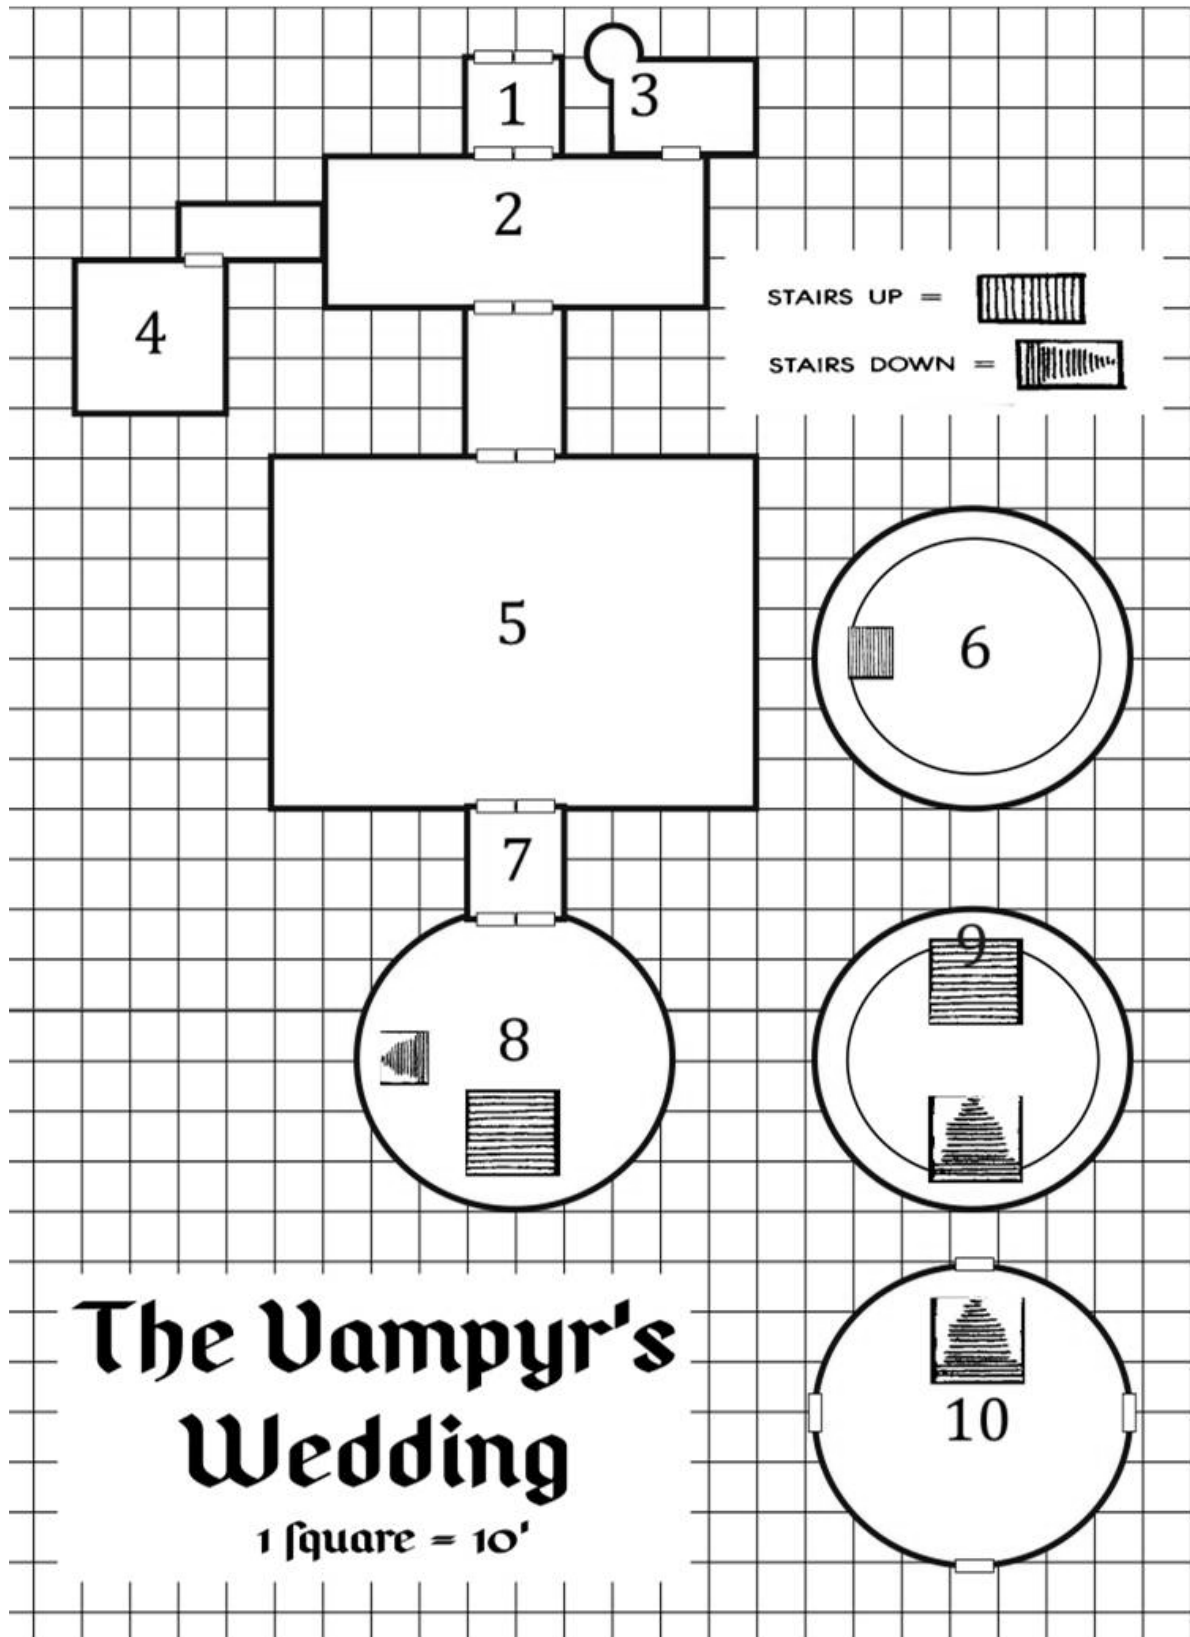 1
3
2
4
STAIRS UP =
STAIRS DOWN =
5
6
7
8
9
10
The Vampyr's
Wedding
1 ſquare = 10'